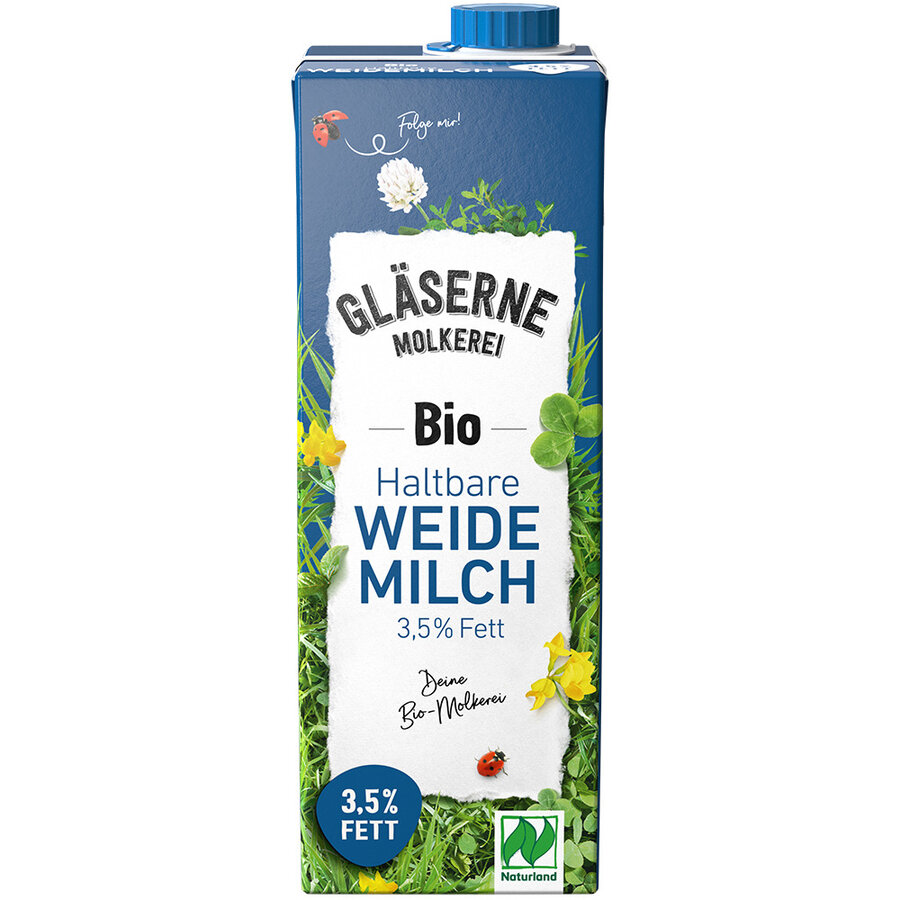 Bio
WEIDEMILCH
Folge mir!
GLÄSERNE
MOLKEREI
Bio
Haltbare
WEIDE
MILCH
3,5% Fett
Deine
Bio-Molkerei
3,5%
FETT
Naturland